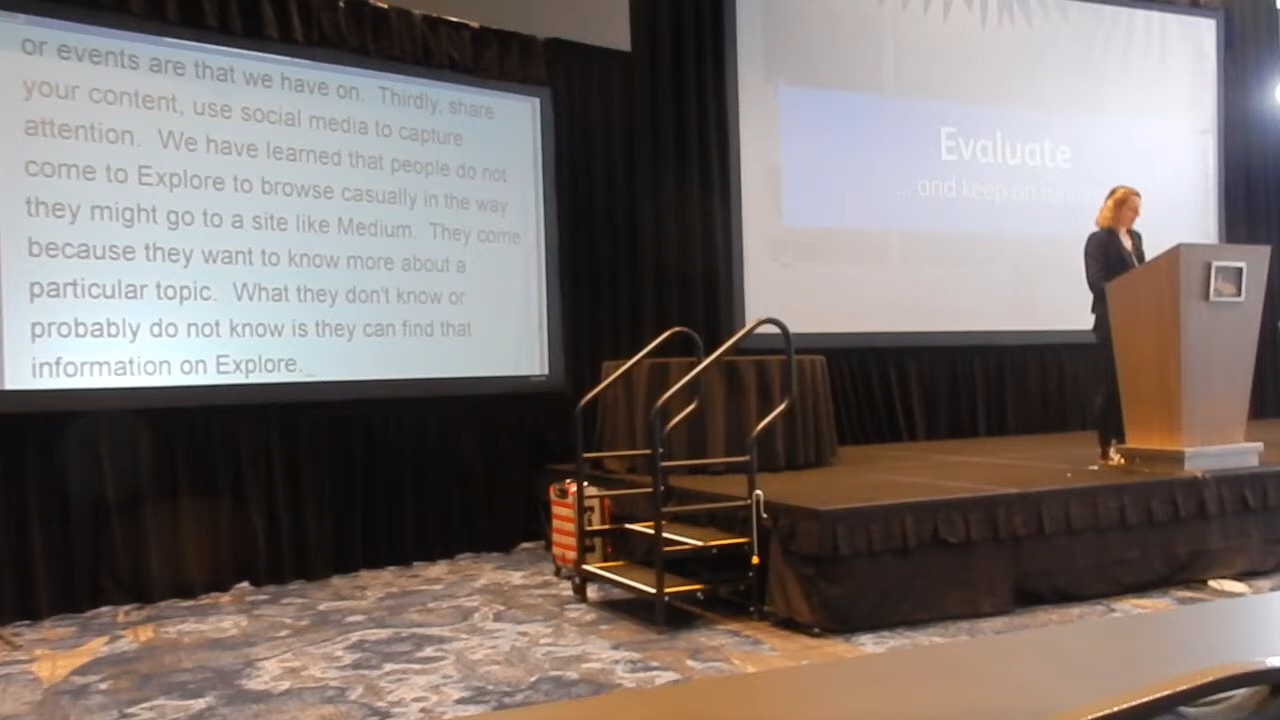 or events are that we have on. Thirdly, share
your content, use social media to capture
attention. We have learned that people do not
come to Explore to browse casually in the way
they might go to a site like Medium. They come
because they want to know more about a
particular topic. What they don't know or
probably do not know is they can find that
information on Explore.
Evaluate
... and keep on